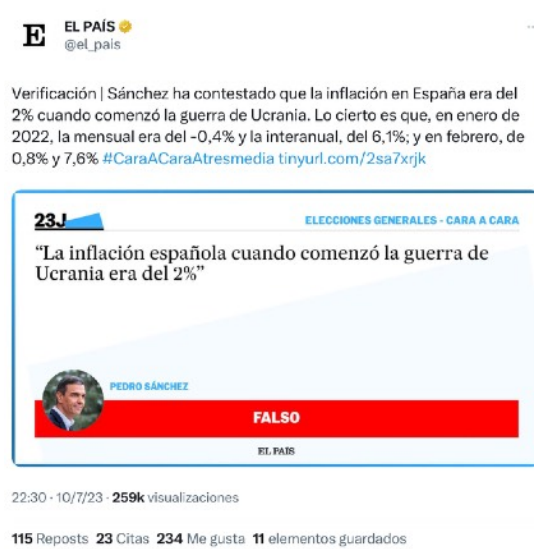 E
EL PAÍS
@el_pais
Verificación | Sánchez ha contestado que la inflación en España era del
2% cuando comenzó la guerra de Ucrania. Lo cierto es que, en enero de
2022, la mensual era del -0,4% y la interanual, del 6,1%; y en febrero, de
0,8% y 7,6% #CaraACaraAtresmedia tinyurl.com/2sa7xrjk
23J
ELECCIONES GENERALES - CARA A CARA
“La inflación española cuando comenzó la guerra de
Ucrania era del 2%”
PEDRO SÁNCHEZ
FALSO
EL PAÍS
22:30 · 10/7/23 · 259k visualizaciones
115 Reposts 23 Citas 234 Me gusta 11 elementos guardados